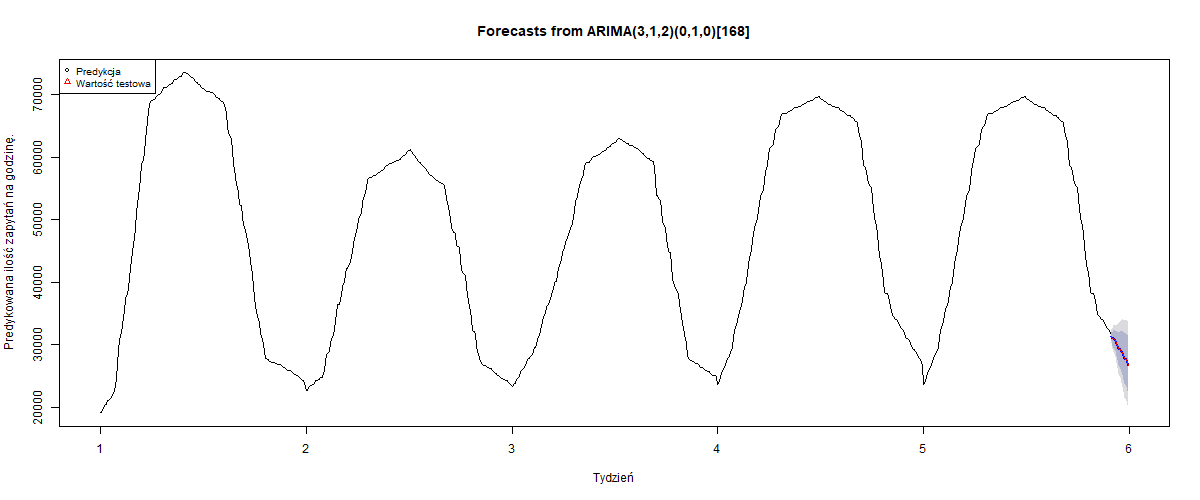 Forecasts from ARIMA(3,1,2)(0,1,0)[168]
Predykcja
Wartość testowa
Predykowana ilość zapytań na godzinę.
70000
60000
50000
40000
30000
20000
1 2 3 4 5 6
Tydzień